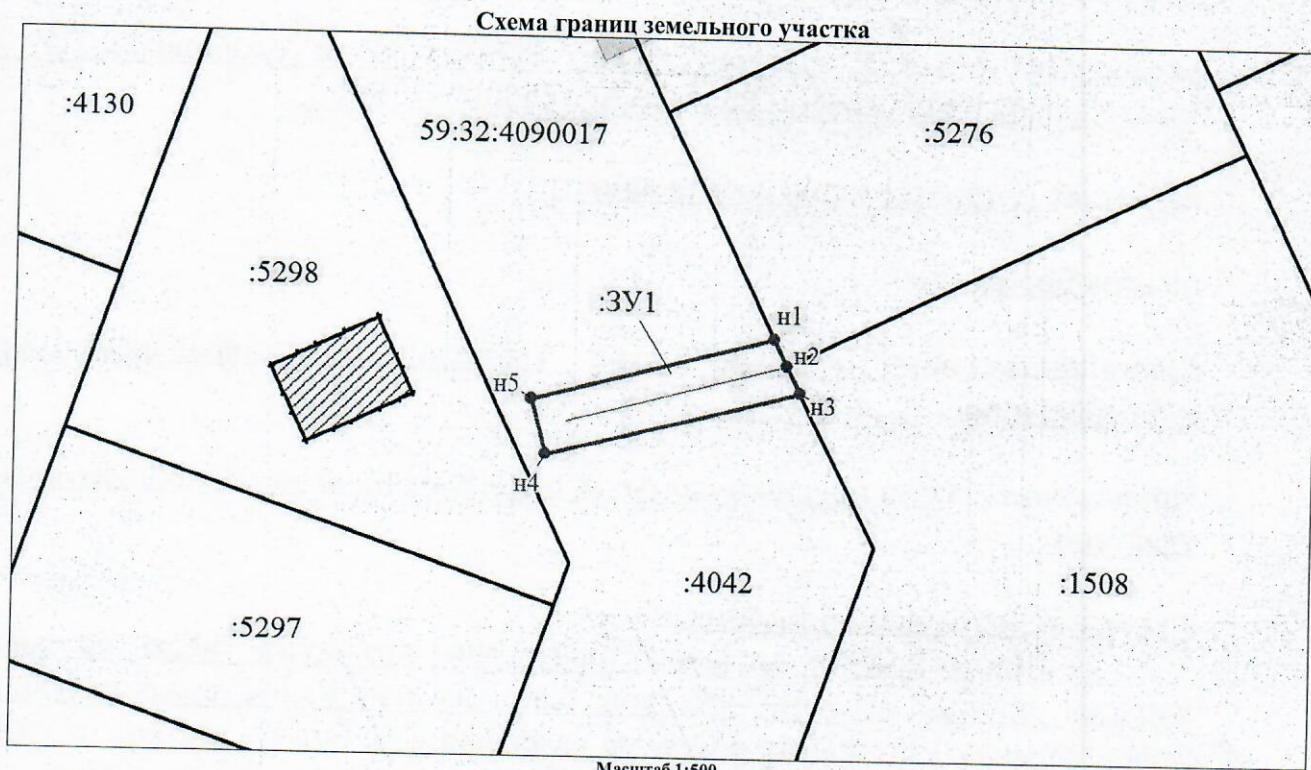 Схема границ земельного участка
:4130
59:32:4090017
:5276
:5298
:ЗУ1
н1
н2
н5
н3
н4
:4042
:1508
:5297
Масштаб 1:500